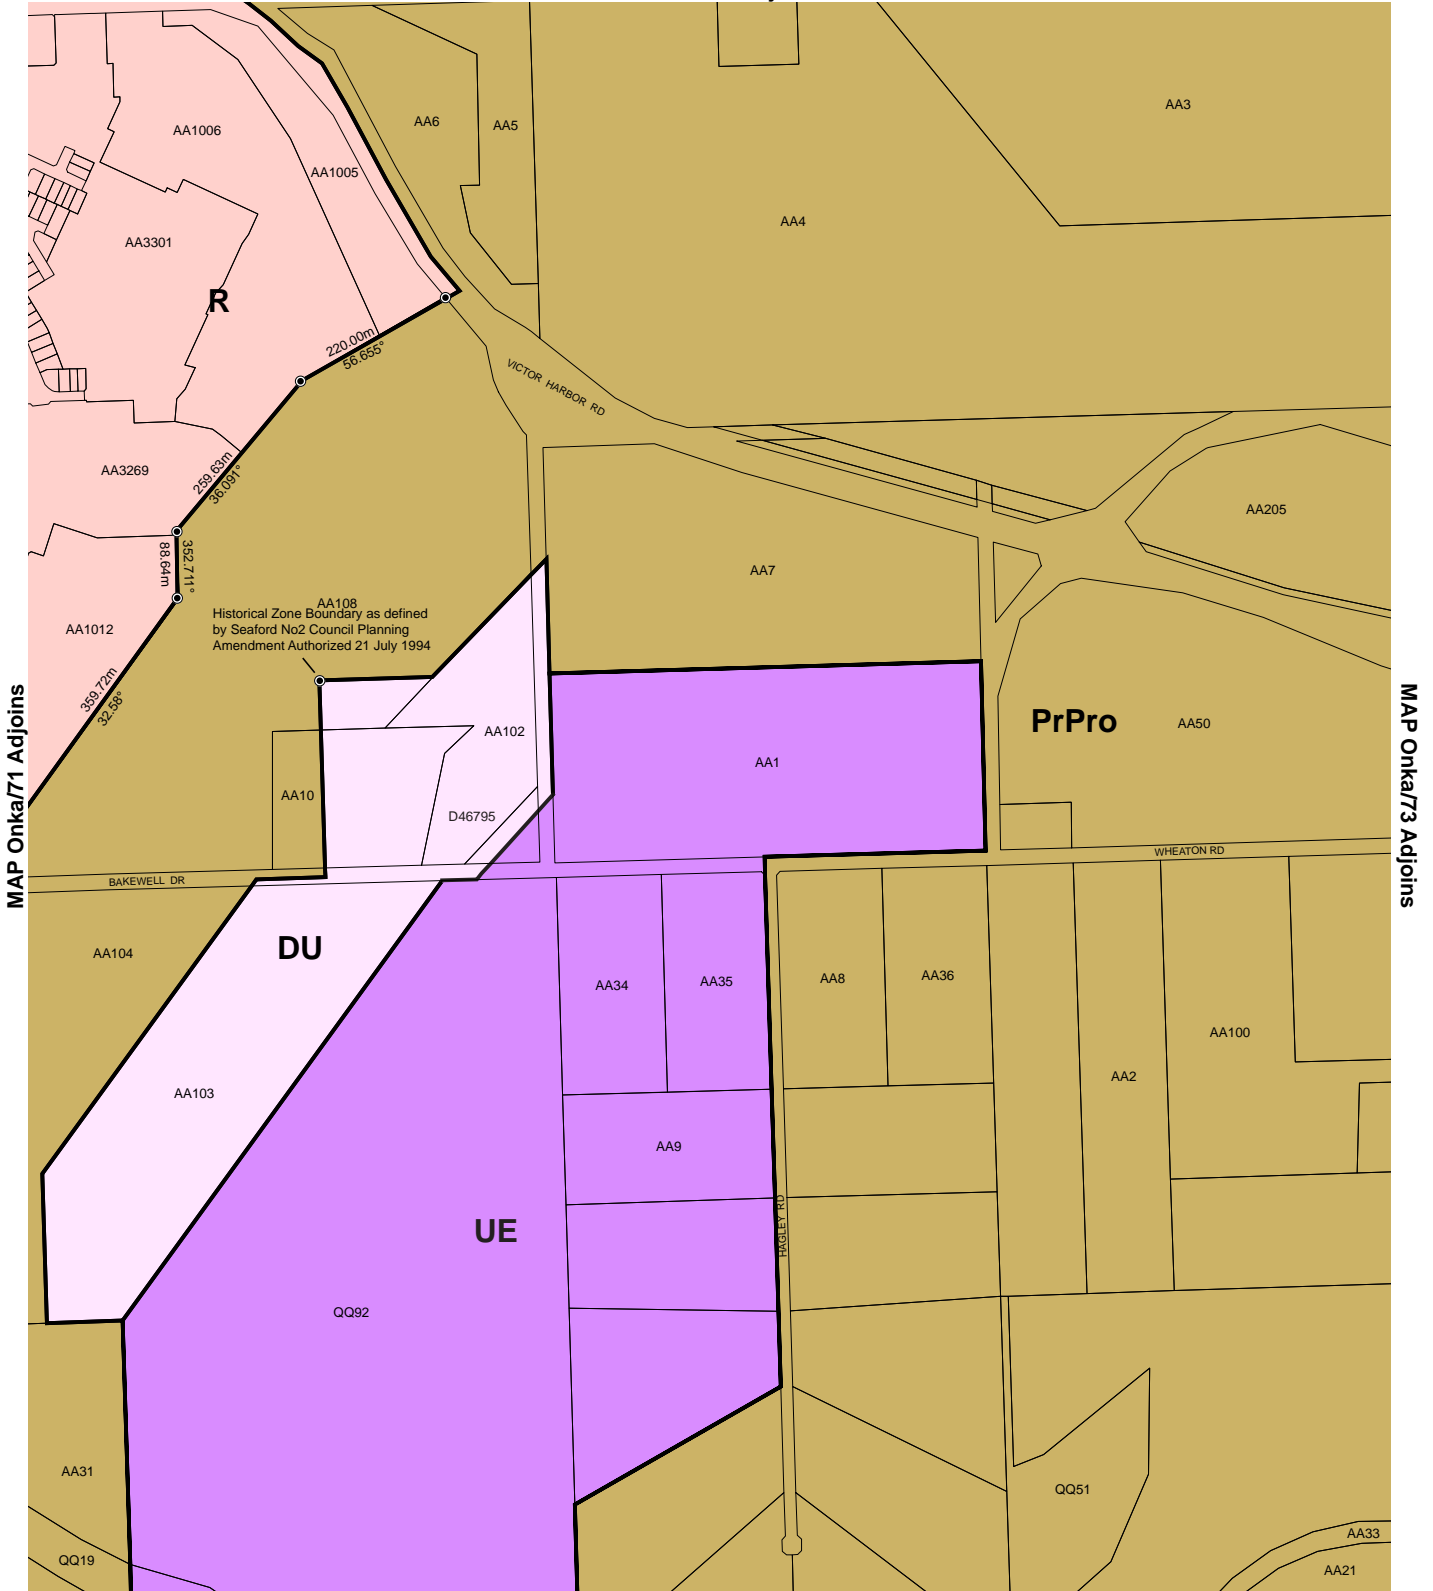 AA3
AA6
AA5
AA1006
AA1005
AA4
AA3301
R
220.00m
56.655°
VICTOR HARBOR RD
AA3269
259.63m
36.091°
AA205
88.64m
352.711°
AA7
AA108
Historical Zone Boundary as defined
by Seaford No2 Council Planning
Amendment Authorized 21 July 1994
AA1012
359.72m
32.58°
MAP Onka/71 Adjoins
MAP Onka/73 Adjoins
PrPro
AA50
AA102
AA1
AA10
D46795
WHEATON RD
BAKEWELL DR
DU
AA104
AA34
AA35
AA8
AA36
AA100
AA2
AA103
AA9
HAGLEY RD
UE
QQ92
AA31
QQ51
AA33
QQ19
AA21